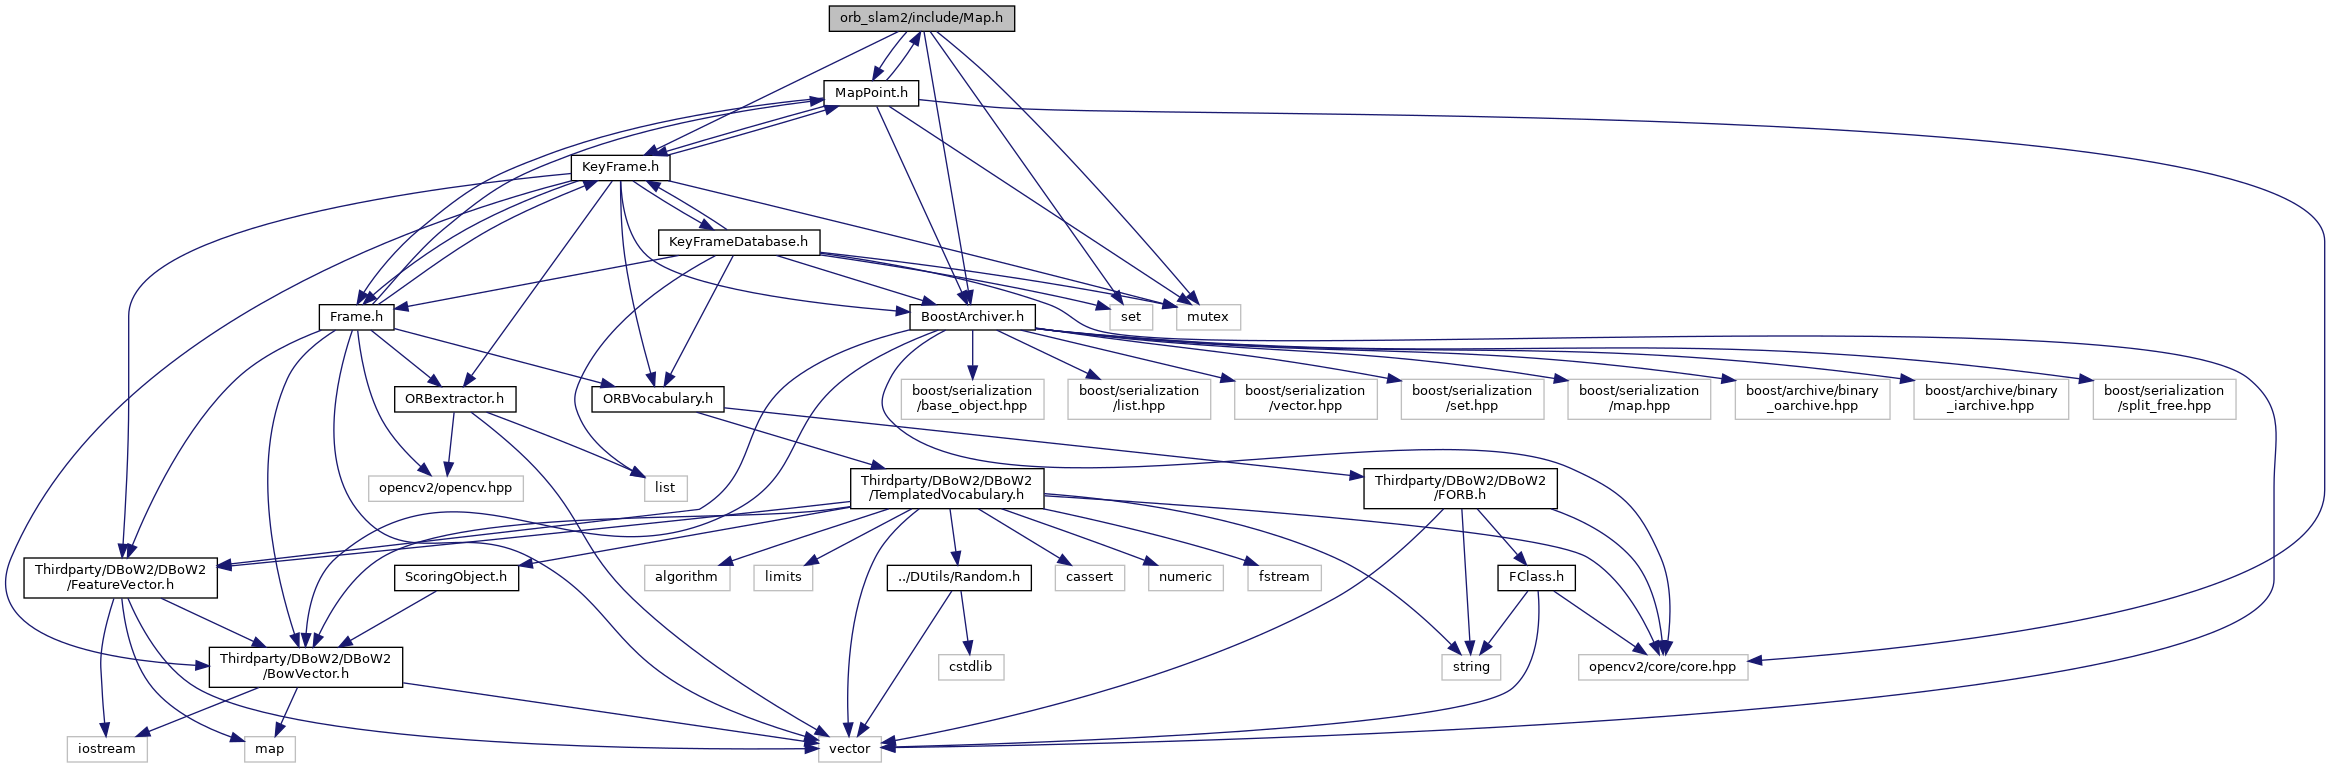 orb_slam2/include/Map.h
MapPoint.h
KeyFrame.h
KeyFrameDatabase.h
Frame.h
BoostArchiver.h
set
mutex
ORBextractor.h
ORBVocabulary.h
boost/serialization
/base_object.hpp
boost/serialization
/list.hpp
boost/serialization
/vector.hpp
boost/serialization
/set.hpp
boost/serialization
/map.hpp
boost/archive/binary
_oarchive.hpp
boost/archive/binary
_iarchive.hpp
boost/serialization
/split_free.hpp
opencv2/opencv.hpp
list
Thirdparty/DBoW2/DBoW2
/TemplatedVocabulary.h
Thirdparty/DBoW2/DBoW2
/FORB.h
Thirdparty/DBoW2/DBoW2
/FeatureVector.h
ScoringObject.h
algorithm
limits
../DUtils/Random.h
cassert
numeric
fstream
FClass.h
Thirdparty/DBoW2/DBoW2
/BowVector.h
cstdlib
string
opencv2/core/core.hpp
iostream
map
vector